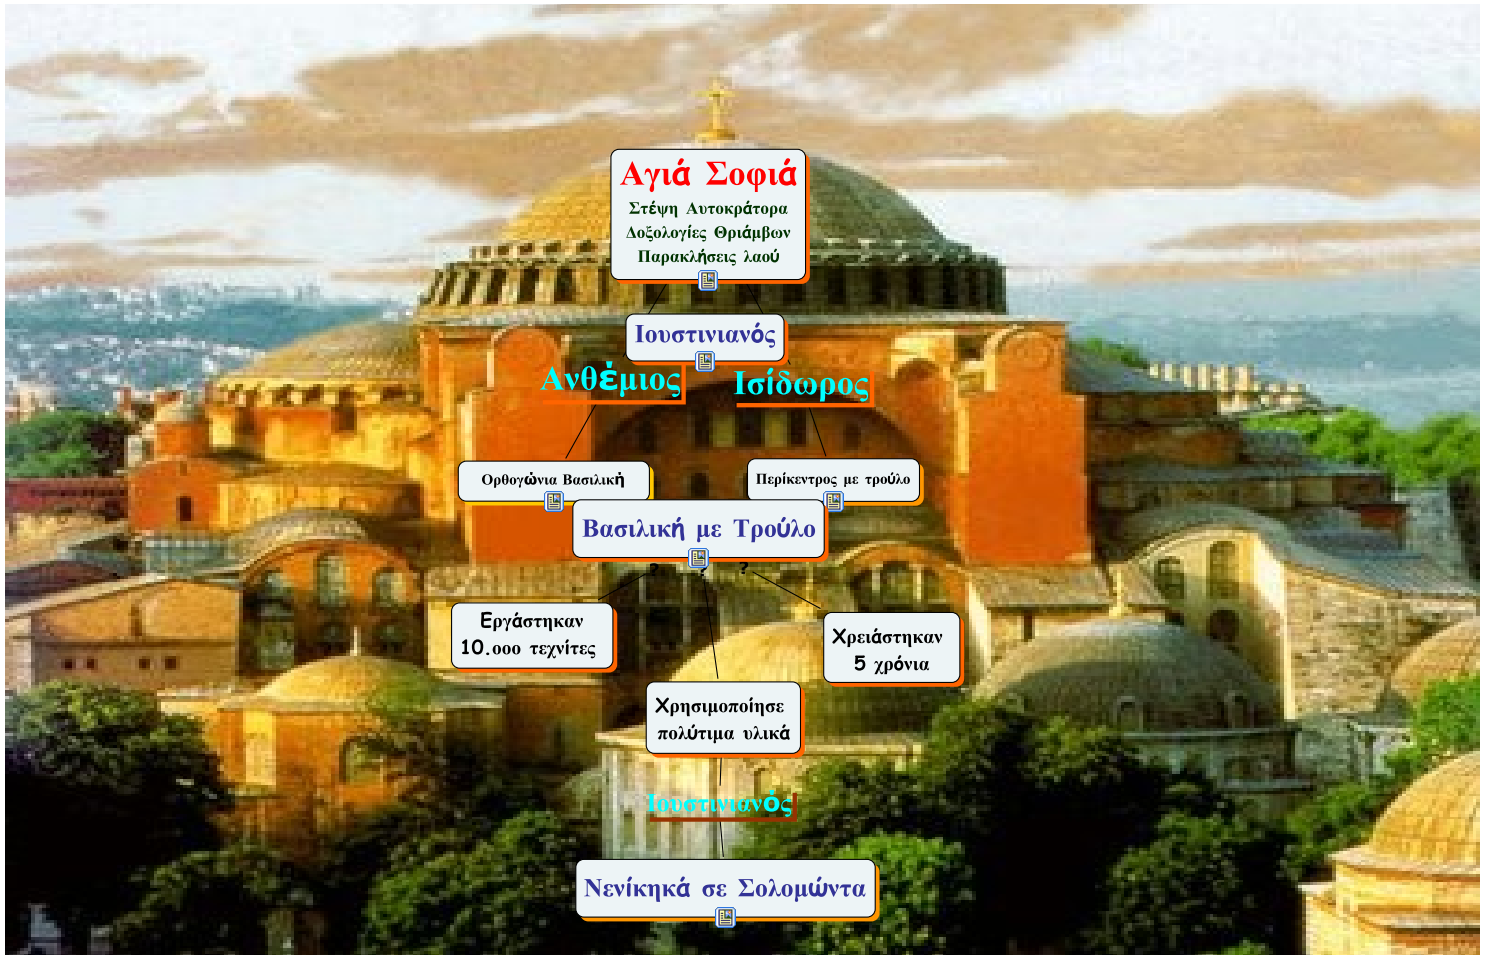 Αγιά Σοφιά
Στέψη Αυτοκράτορα
Δοξολογίες Θριάμβων
Παρακλήσεις λαού
Ιουστινιανός
Ανθέμιος
Ισίδωρος
Ορθογώνια Βασιλική
Περίκεντρος με τρούλο
Βασιλική με Τρούλο
? ? ?
Εργάστηκαν
10.οοο τεχνίτες
Χρειάστηκαν
5 χρόνια
Χρησιμοποίησε
πολύτιμα υλικά
Ιουστινιανός
Νενίκηκά σε Σολομώντα